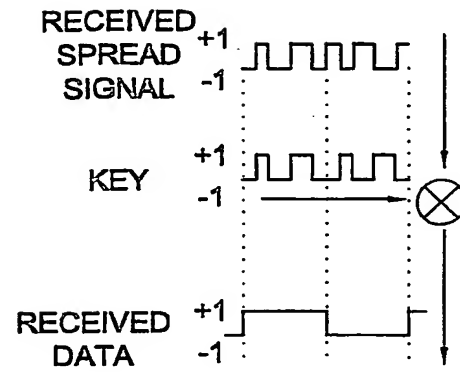 RECEIVED
SPREAD
SIGNAL
+1
-1
KEY
+1
-1
RECEIVED
DATA
+1
-1